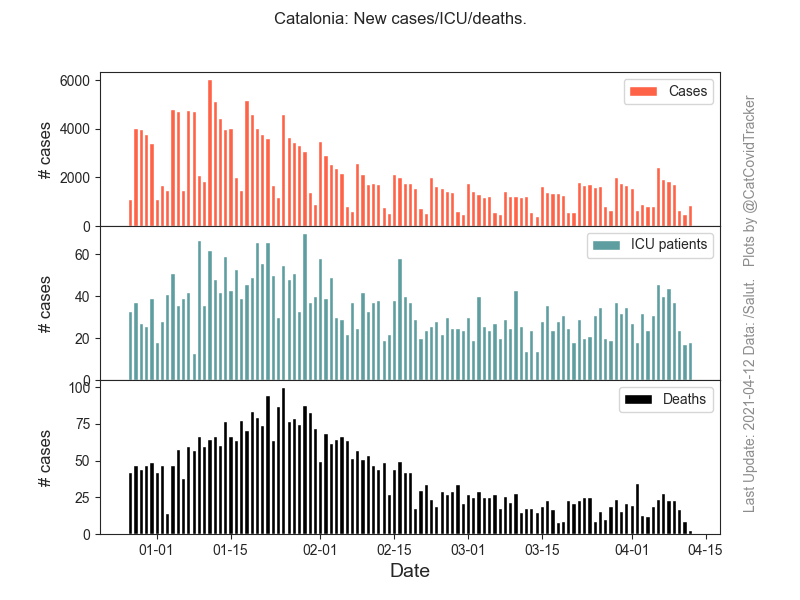 Catalonia: New cases/ICU/deaths.
6000
4000
2000
0
# cases
Cases
60
40
20
0
# cases
ICU patients
100
75
50
25
0
# cases
Deaths
01-01 01-15 02-01 02-15 03-01 03-15 04-01 04-15
Date
Last Update: 2021-04-12 Data: /Salut. Plots by @CatCovidTracker